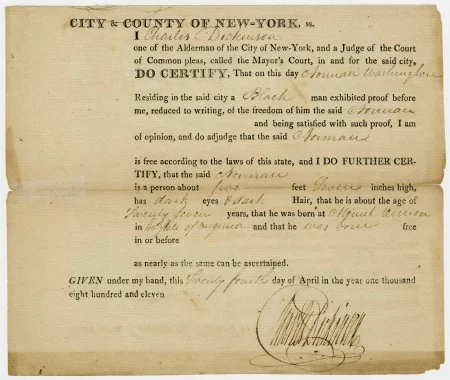 CITY & COUNTY OF NEW-YORK, ss.
I Charles Dickinson
one of the Alderman of the City of New-York, and a Judge of the Court
of Common pleas, called the Mayor's Court, in and for the said city,
DO CERTIFY, That on this day Norman Washington
Residing in the said city a Black man exhibited proof before
me, reduced to writing, of the freedom of him the said Norman
and being satisfied with such proof, I am
of opinion, and do adjudge that the said Norman
is free according to the laws of this state, and I DO FURTHER CER-
TIFY, that the said Norman
is a person about five feet Seven inches high,
has dark eyes & dark Hair, that he is about the age of
Twenty seven years, that he was born at Mount Vernon
in the State of Virginia and that he was born free
in or before
as nearly as the same can be ascertained.
GIVEN under my hand, this Twenty fourth day of April in the year one thousand
eight hundred and eleven
Dickinson